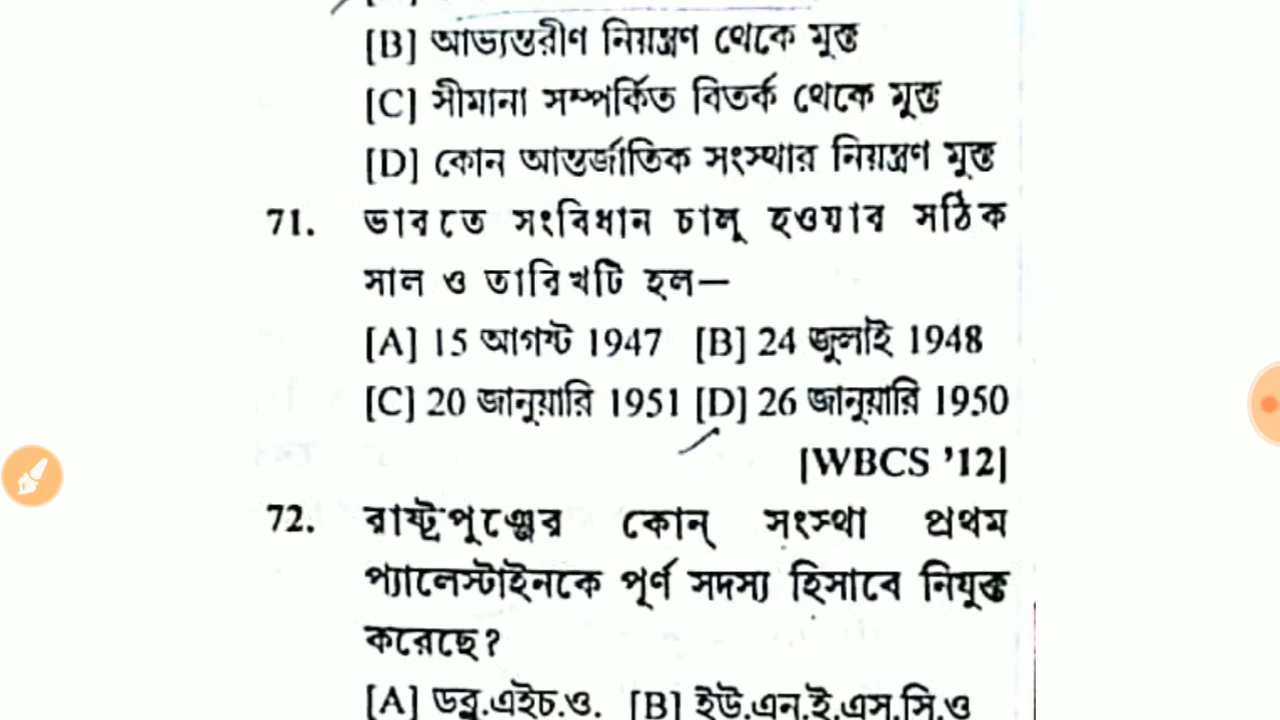 [B] আভ্যন্তরীণ নিয়ন্ত্রণ থেকে মুক্ত
[C] সীমানা সম্পর্কিত বিতর্ক থেকে মুক্ত
[D] কোন আন্তর্জাতিক সংস্থার নিয়ন্ত্রণ মুক্ত
71. ভারতে সংবিধান চালু হওয়ার সঠিক
সাল ও তারিখটি হল—
[A] 15 আগস্ট 1947 [B] 24 জুলাই 1948
[C] 20 জানুয়ারি 1951 [D] 26 জানুয়ারি 1950
[WBCS ’12]
72. রাষ্ট্রপুঞ্জের কোন্ সংস্থা প্রথম
প্যালেস্টাইনকে পূর্ণ সদস্য হিসাবে নিযুক্ত
করেছে?
[A] ডব্লু.এইচ.ও. [B] ইউ.এন.ই.এস.সি.ও